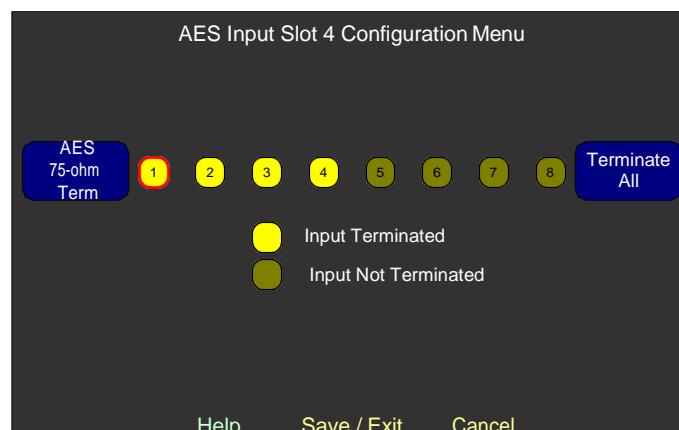 AES Input Slot 4 Configuration Menu
AES
75-ohm
Term
1 2 3 4 5 6 7 8
Terminate
All
Input Terminated
Input Not Terminated
Help Save / Exit Cancel